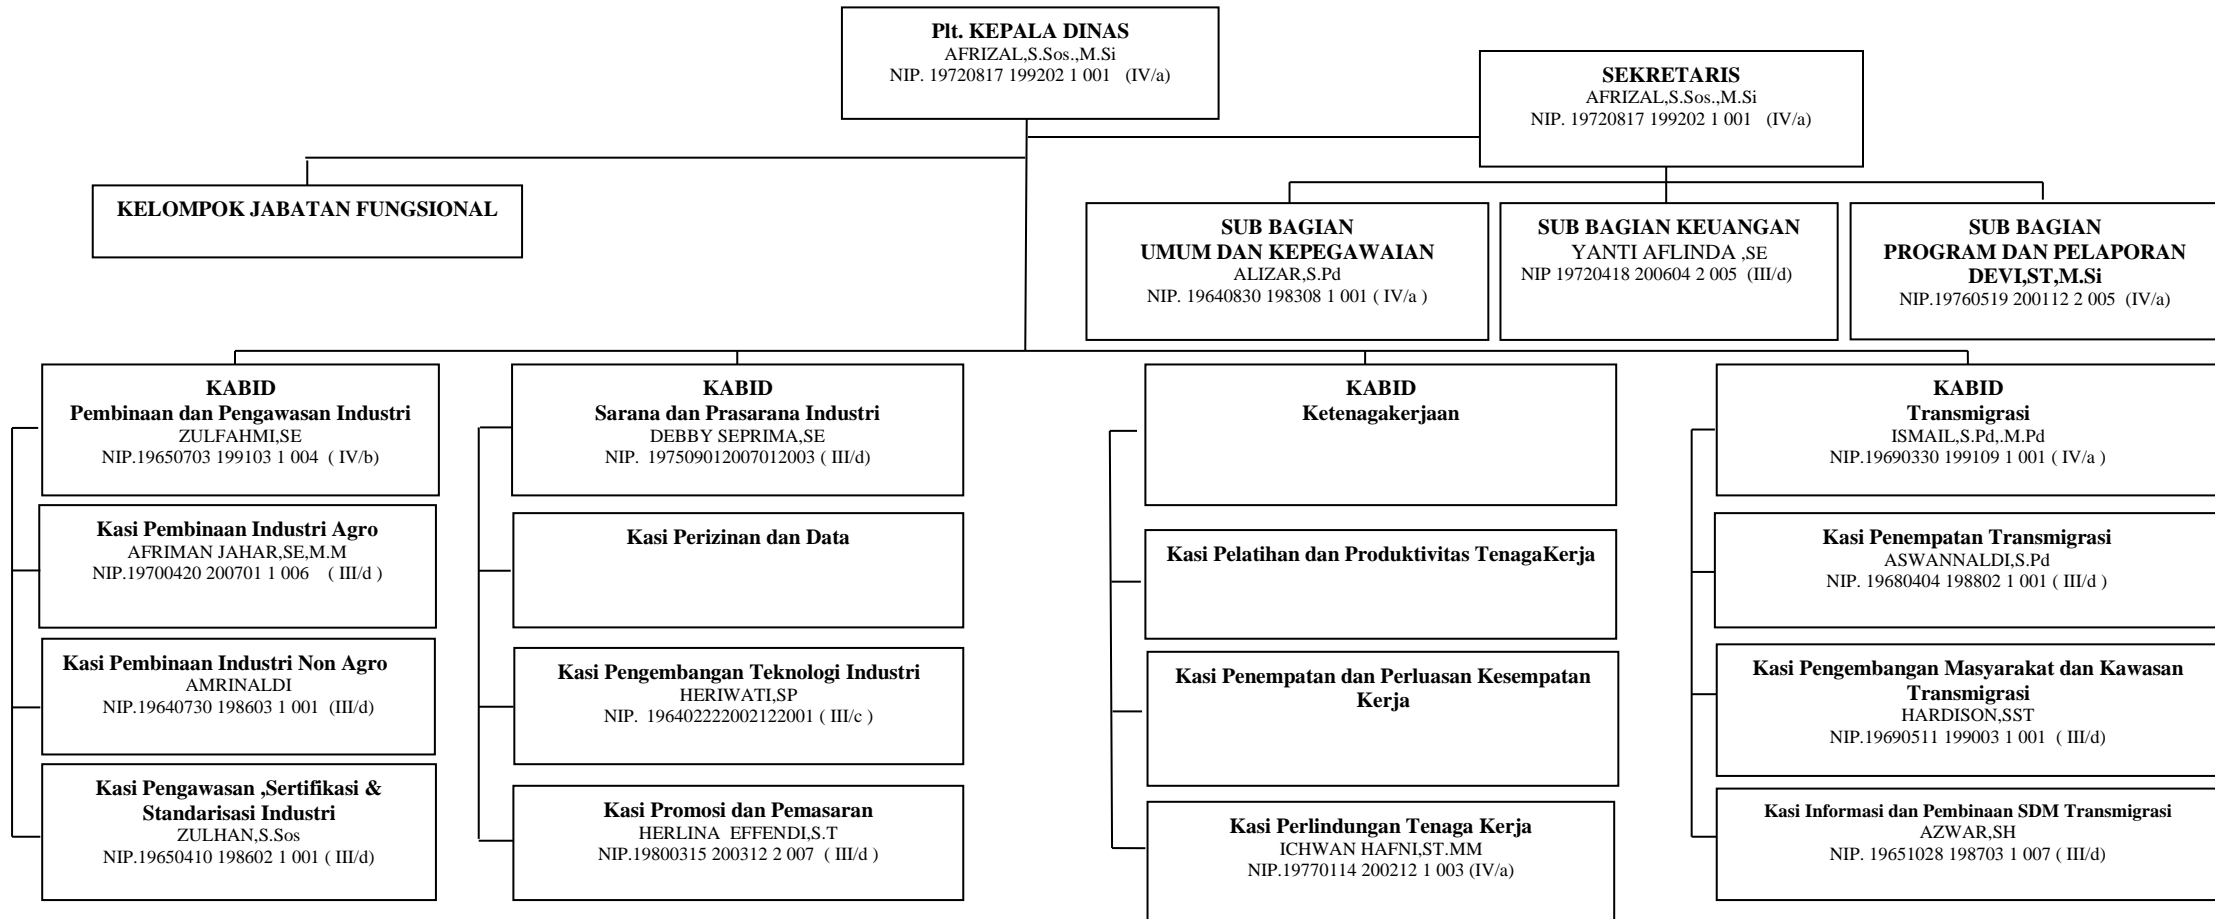 Plt. KEPALA DINAS
AFRIZAL,S.Sos.,M.Si
NIP. 19720817 199202 1 001 (IV/a)
SEKRETARIS
AFRIZAL,S.Sos.,M.Si
NIP. 19720817 199202 1 001 (IV/a)
KELOMPOK JABATAN FUNGSIONAL
SUB BAGIAN
UMUM DAN KEPEGAWAIAN
ALIZAR,S.Pd
NIP. 19640830 198308 1 001 ( IV/a )
SUB BAGIAN KEUANGAN
YANTI AFLINDA ,SE
NIP 19720418 200604 2 005 (III/d)
SUB BAGIAN
PROGRAM DAN PELAPORAN
DEVI,ST,M.Si
NIP.19760519 200112 2 005 (IV/a)
KABID
Pembinaan dan Pengawasan Industri
ZULFAHMI,SE
NIP.19650703 199103 1 004 ( IV/b)
Kasi Pembinaan Industri Agro
AFRIMAN JAHAR,SE,M.M
NIP.19700420 200701 1 006 ( III/d )
Kasi Pembinaan Industri Non Agro
AMRINALDI
NIP.19640730 198603 1 001 (III/d)
Kasi Pengawasan ,Sertifikasi &
Standarisasi Industri
ZULHAN,S.Sos
NIP.19650410 198602 1 001 ( III/d)
KABID
Sarana dan Prasarana Industri
DEBBY SEPRIMA,SE
NIP. 197509012007012003 ( III/d)
Kasi Perizinan dan Data
Kasi Pengembangan Teknologi Industri
HERIWATI,SP
NIP. 196402222002122001 ( III/c )
Kasi Promosi dan Pemasaran
HERLINA EFFENDI,S.T
NIP.19800315 200312 2 007 ( III/d )
KABID
Ketenagakerjaan
Kasi Pelatihan dan Produktivitas TenagaKerja
Kasi Penempatan dan Perluasan Kesempatan
Kerja
Kasi Perlindungan Tenaga Kerja
ICHWAN HAFNI,ST.MM
NIP.19770114 200212 1 003 (IV/a)
KABID
Transmigrasi
ISMAIL,S.Pd,.M.Pd
NIP.19690330 199109 1 001 ( IV/a )
Kasi Penempatan Transmigrasi
ASWANNALDI,S.Pd
NIP. 19680404 198802 1 001 ( III/d )
Kasi Pengembangan Masyarakat dan Kawasan
Transmigrasi
HARDISON,SST
NIP.19690511 199003 1 001 ( III/d)
Kasi Informasi dan Pembinaan SDM Transmigrasi
AZWAR,SH
NIP. 19651028 198703 1 007 ( III/d)